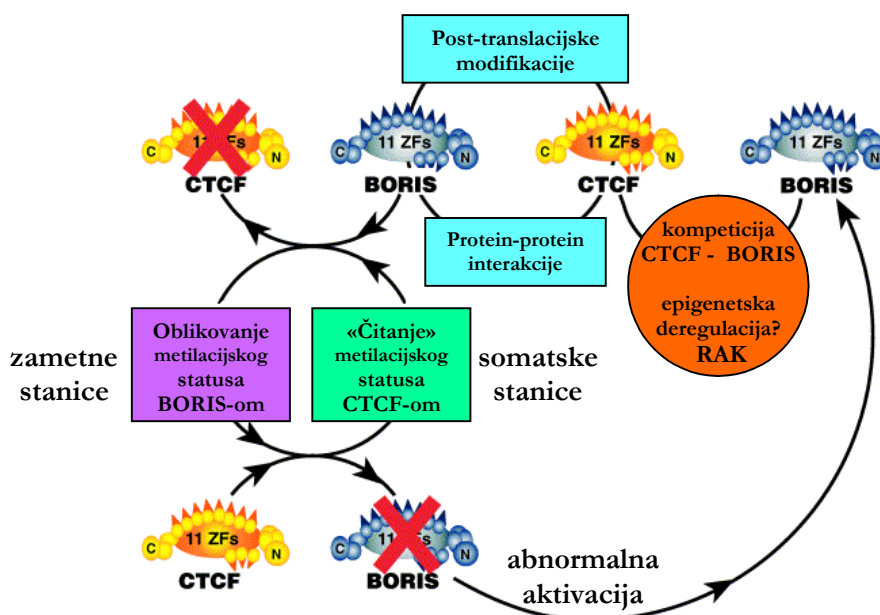 Post-translacijske
modifikacije
C
11 ZFs
N
CTCF
C
11 ZFs
N
BORIS
C
11 ZFs
N
CTCF
C
11 ZFs
N
BORIS
Protein-protein
interakcije
kompeticija
CTCF - BORIS
epigenetska
deregulacija?
RAK
zametne
stanice
Oblikovanje
metilacijskog
statusa
BORIS-om
«Čitanje»
metilacijskog
statusa
CTCF-om
somatske
stanice
C
11 ZFs
N
CTCF
C
11 ZFs
N
BORIS
abnormalna
aktivacija